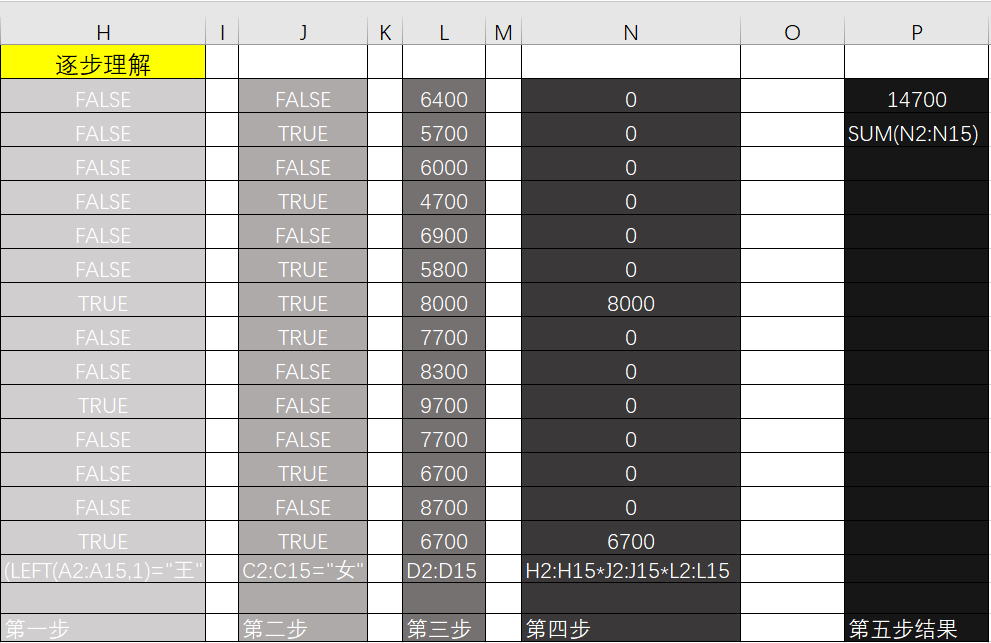 H I J K L M N O P
逐步理解
FALSE FALSE 6400 0 14700
FALSE TRUE 5700 0 SUM(N2:N15)
FALSE FALSE 6000 0
FALSE TRUE 4700 0
FALSE FALSE 6900 0
FALSE TRUE 5800 0
TRUE TRUE 8000 8000
FALSE TRUE 7700 0
FALSE FALSE 8300 0
TRUE FALSE 9700 0
FALSE FALSE 7700 0
FALSE TRUE 6700 0
FALSE FALSE 8700 0
TRUE TRUE 6700 6700
(LEFT(A2:A15,1)="王" C2:C15="女" D2:D15 H2:H15*J2:J15*L2:L15
第一步 第二步 第三步 第四步 第五步结果